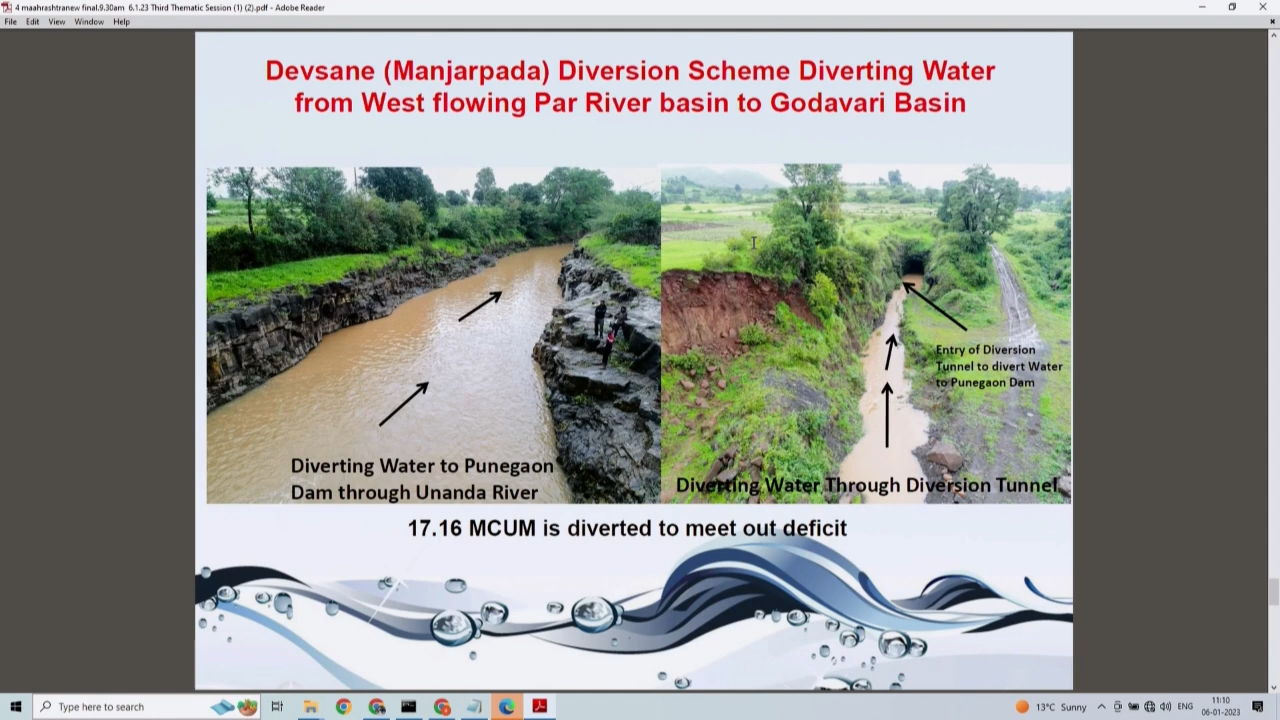 4 maahrashtranew final.9.30am 6.1.23 Third Thematic Session (1) (2).pdf - Adobe Reader
File Edit View Window Help
Devsane (Manjarpada) Diversion Scheme Diverting Water
from West flowing Par River basin to Godavari Basin
Entry of Diversion
Tunnel to divert Water
to Punegaon Dam
Diverting Water to Punegaon
Dam through Unanda River
Diverting Water Through Diversion Tunnel
17.16 MCUM is diverted to meet out deficit
Type here to search
13°C Sunny
ENG
11:10
06-01-2023